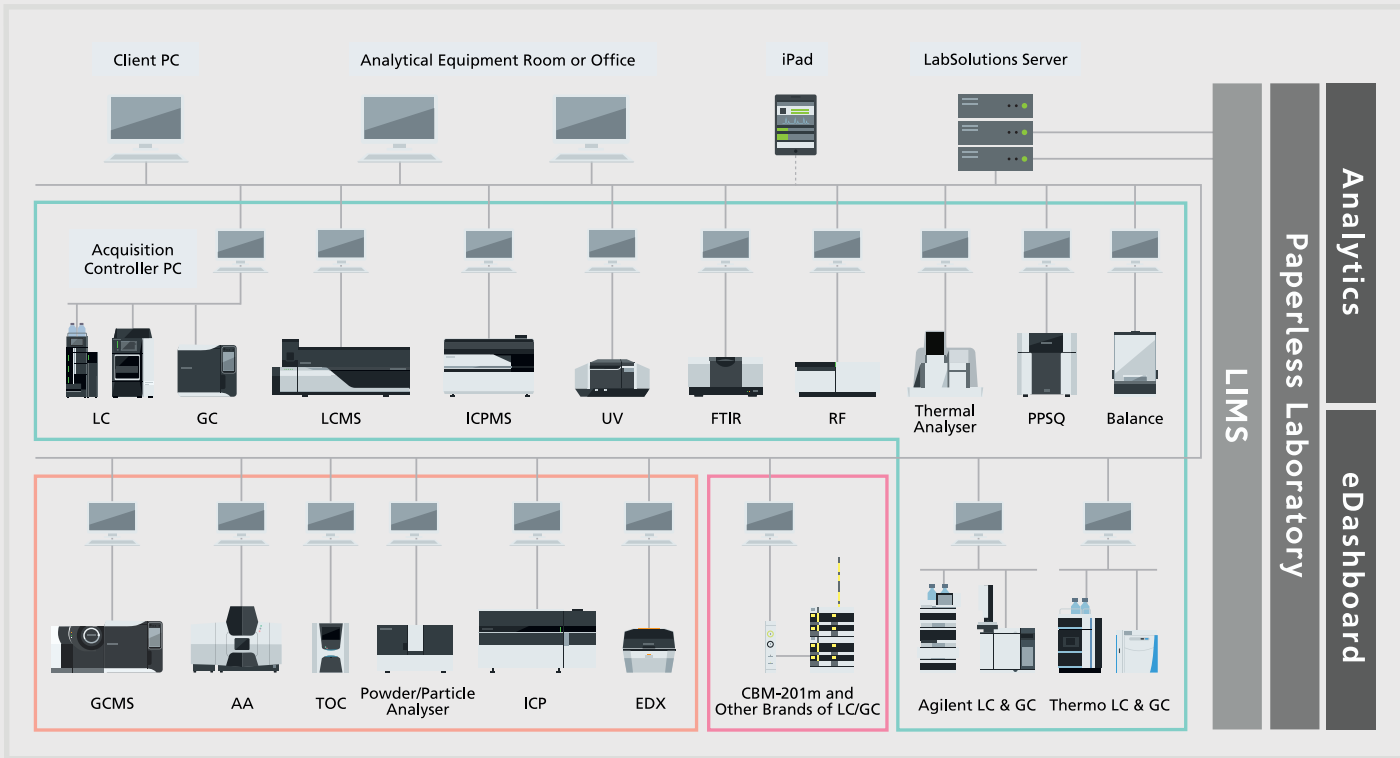 Client PC
Analytical Equipment Room or Office
iPad
LabSolutions Server
Acquisition
Controller PC
LC
GC
LCMS
ICPMS
UV
FTIR
RF
Thermal
Analyser
PPSQ
Balance
GCMS
AA
TOC
Powder/Particle
Analyser
ICP
EDX
CBM-201m and
Other Brands of LC/GC
Agilent LC & GC
Thermo LC & GC
LIMS
Paperless Laboratory
Analytics
eDashboard